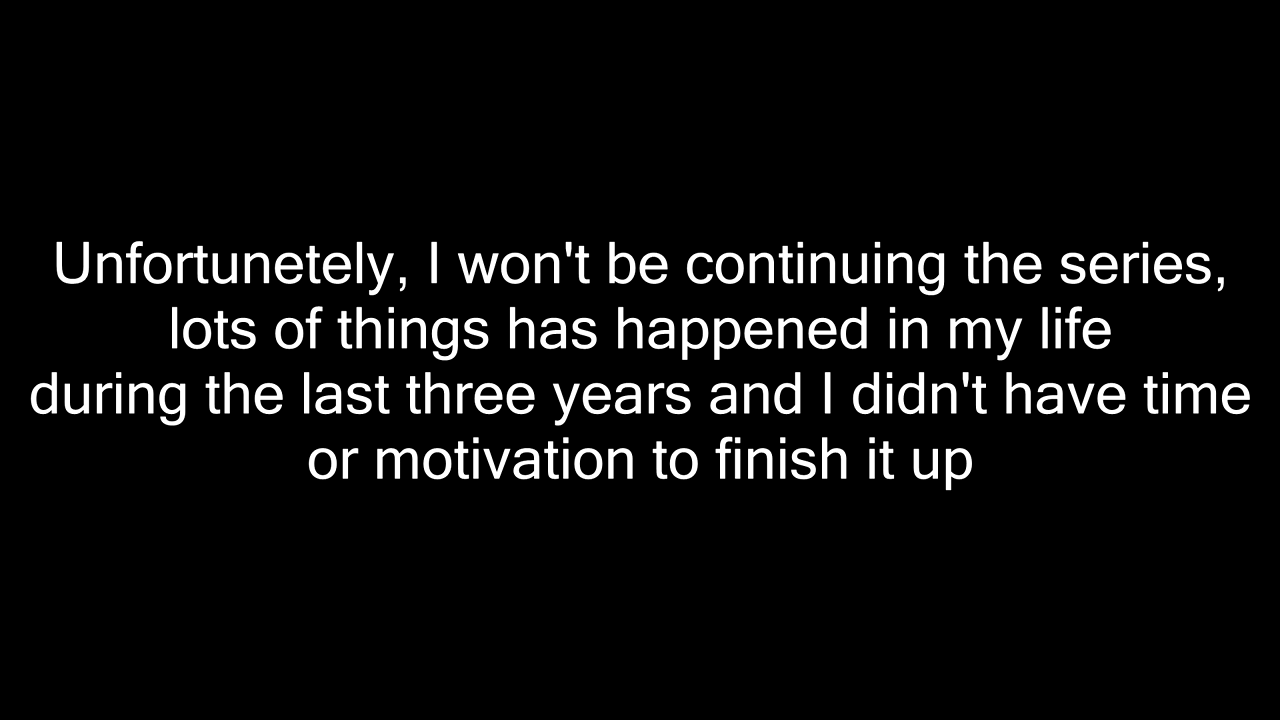 Unfortunetely, I won't be continuing the series,
lots of things has happened in my life
during the last three years and I didn't have time
or motivation to finish it up